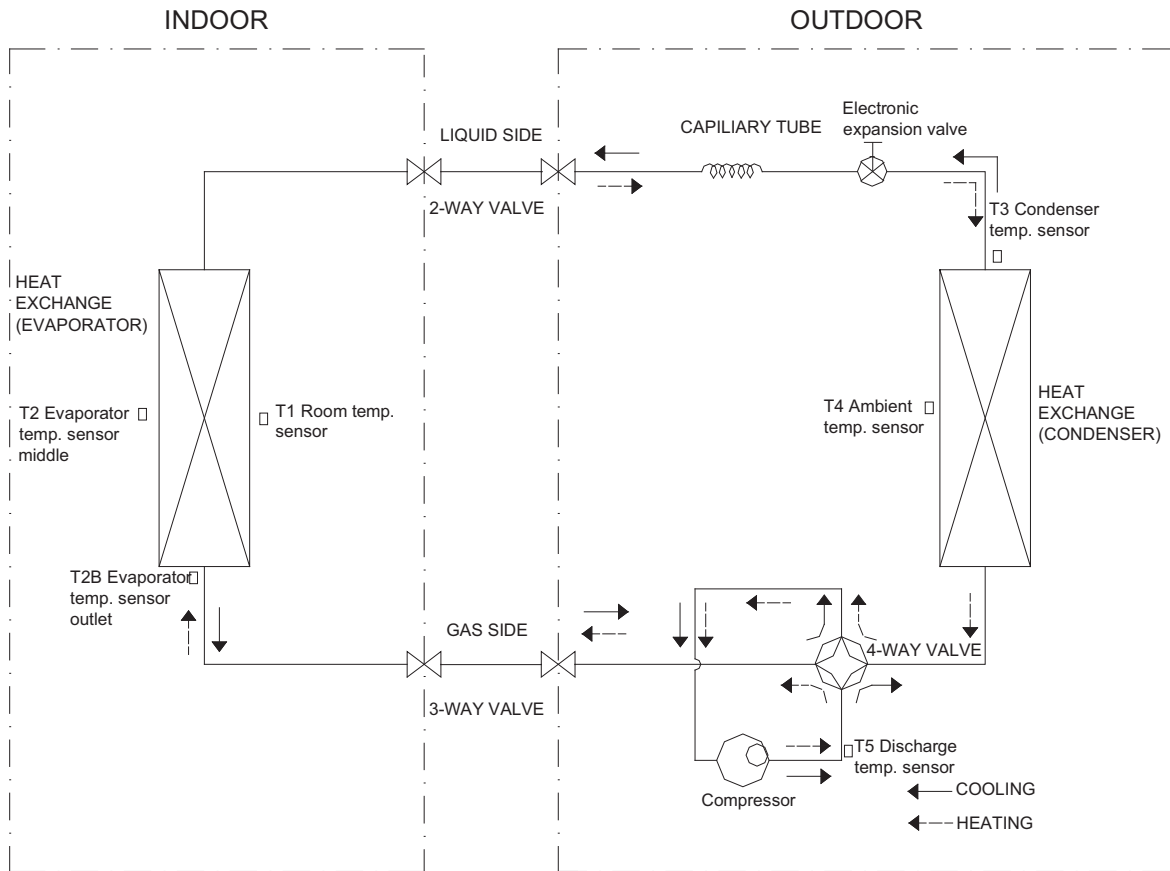 INDOOR
OUTDOOR
LIQUID SIDE
2-WAY VALVE
CAPILIARY TUBE
Electronic
expansion valve
T3 Condenser
temp. sensor
HEAT
EXCHANGE
(EVAPORATOR)
T2 Evaporator
temp. sensor
middle
T1 Room temp.
sensor
T4 Ambient
temp. sensor
HEAT
EXCHANGE
(CONDENSER)
T2B Evaporator
temp. sensor
outlet
GAS SIDE
3-WAY VALVE
4-WAY VALVE
T5 Discharge
temp. sensor
Compressor
COOLING
HEATING